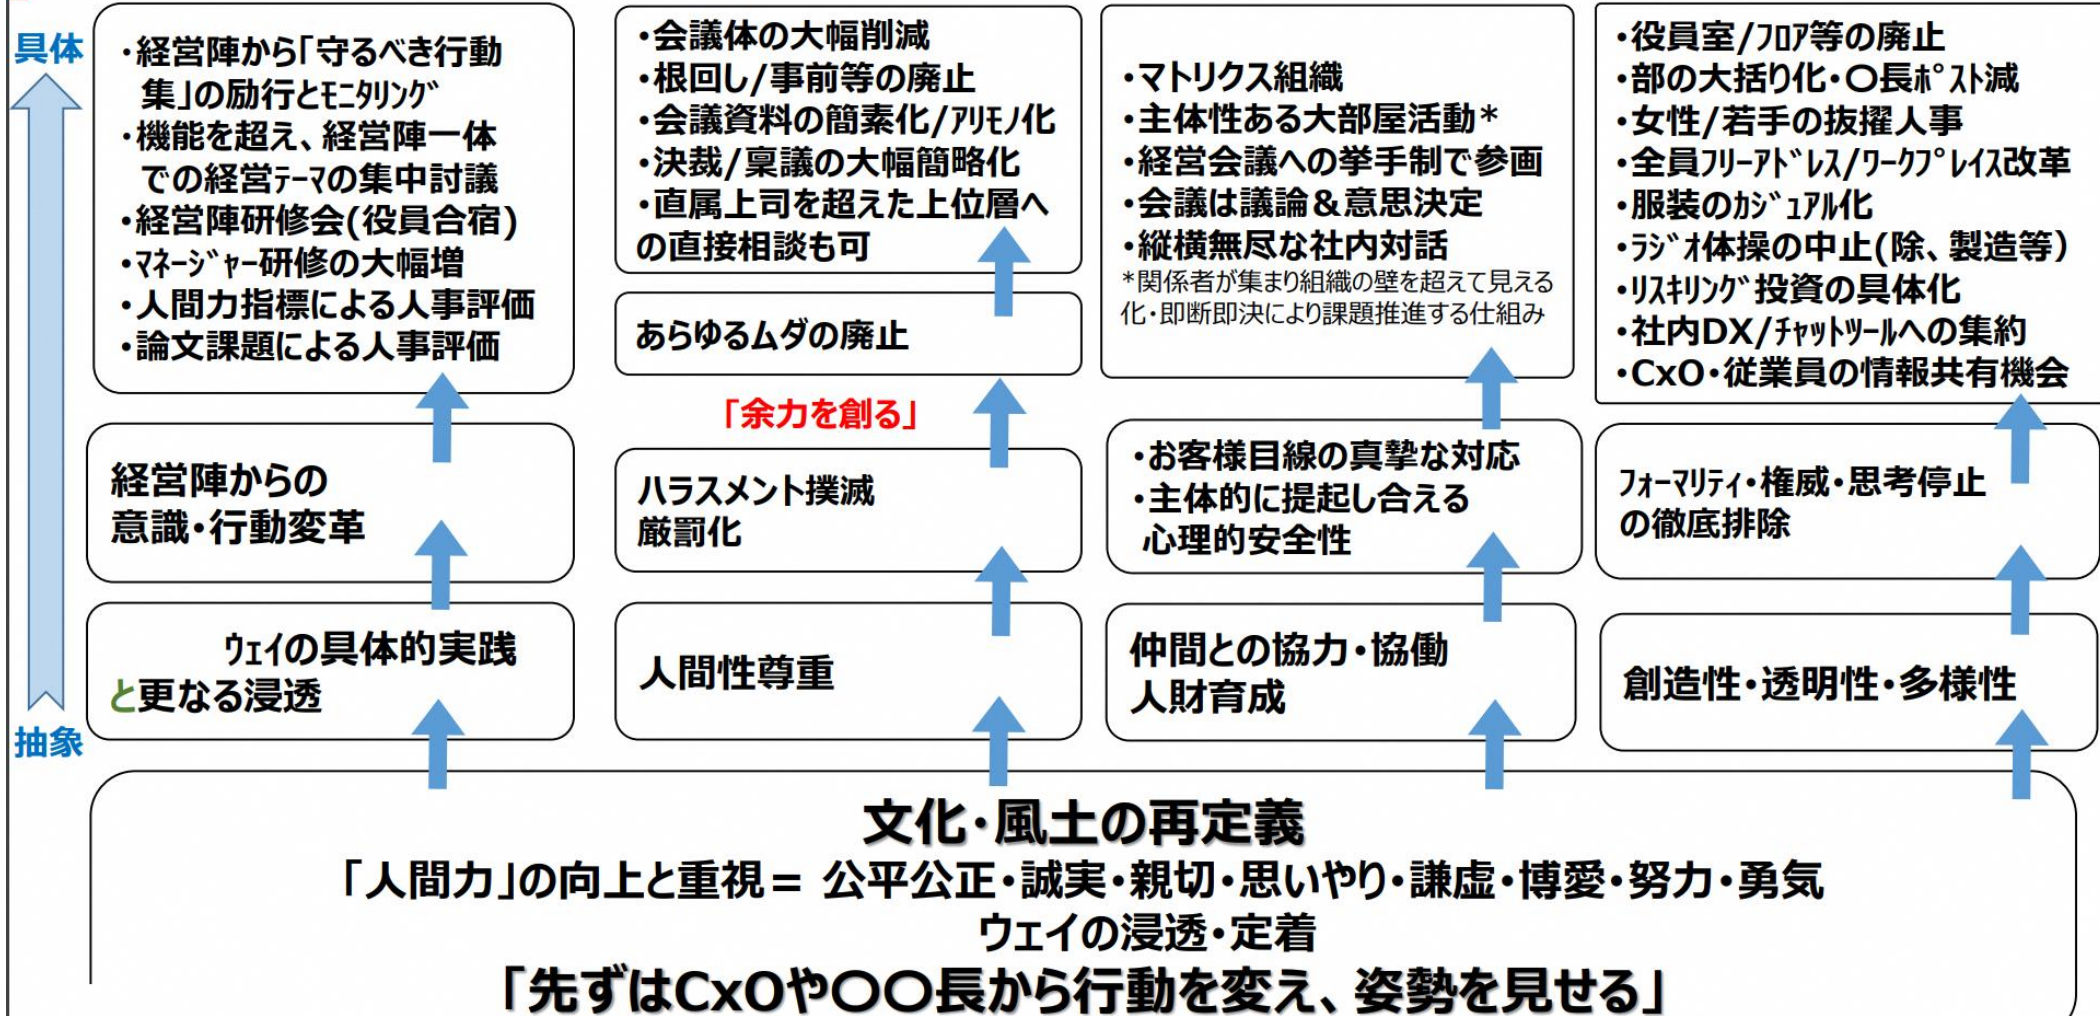 具体
・経営陣から「守るべき行動
集」の励行とﾓﾆﾀﾘﾝｸﾞ
・機能を超え、経営陣一体
での経営ﾃｰﾏの集中討議
・経営陣研修会(役員合宿)
・ﾏﾈｰｼﾞｬｰ研修の大幅増
・人間力指標による人事評価
・論文課題による人事評価
経営陣からの
意識・行動変革
ｳｪｲの具体的実践
と更なる浸透
抽象
・会議体の大幅削減
・根回し/事前等の廃止
・会議資料の簡素化/ｱﾘﾓﾉ化
・決裁/稟議の大幅簡略化
・直属上司を超えた上位層へ
の直接相談も可
あらゆるムダの廃止
「余力を創る」
ハラスメント撲滅
厳罰化
人間性尊重
・マトリクス組織
・主体性ある大部屋活動*
・経営会議への挙手制で参画
・会議は議論＆意思決定
・縦横無尽な社内対話
*関係者が集まり組織の壁を超えて見える
化・即断即決により課題推進する仕組み
・お客様目線の真摯な対応
・主体的に提起し合える
心理的安全性
仲間との協力・協働
人財育成
・役員室/ﾌﾛｱ等の廃止
・部の大括り化・〇長ﾎﾟｽﾄ減
・女性/若手の抜擢人事
・全員ﾌﾘｰｱﾄﾞﾚｽ/ﾜｰｸﾌﾟﾚｲｽ改革
・服装のｶｼﾞｭｱﾙ化
・ﾗｼﾞｵ体操の中止(除、製造等）
・ﾘｽｷﾘﾝｸﾞ投資の具体化
・社内DX/ﾁｬｯﾄﾂｰﾙへの集約
・CxO・従業員の情報共有機会
ﾌｫｰﾏﾘﾃｨ・権威・思考停止
の徹底排除
創造性・透明性・多様性
文化・風土の再定義
「人間力」の向上と重視＝ 公平公正・誠実・親切・思いやり・謙虚・博愛・努力・勇気
ウェイの浸透・定着
「先ずはCxOや〇〇長から行動を変え、姿勢を見せる」